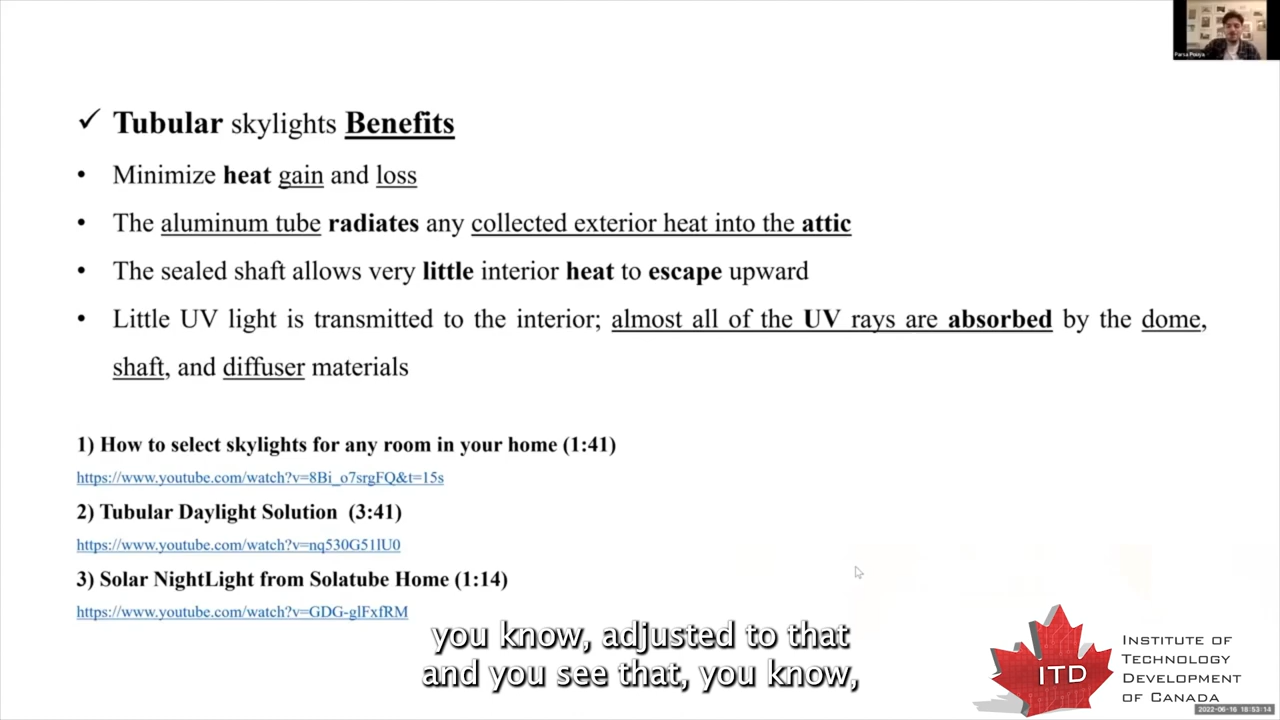 Parsa Pouya
✓ Tubular skylights Benefits
• Minimize heat gain and loss
• The aluminum tube radiates any collected exterior heat into the attic
• The sealed shaft allows very little interior heat to escape upward
• Little UV light is transmitted to the interior; almost all of the UV rays are absorbed by the dome,
shaft, and diffuser materials
1) How to select skylights for any room in your home (1:41)
https://www.youtube.com/watch?v=8Bi_o7srgFQ&t=15s
2) Tubular Daylight Solution (3:41)
https://www.youtube.com/watch?v=nq530G51lU0
3) Solar NightLight from Solatube Home (1:14)
https://www.youtube.com/watch?v=GDG-glFxfRM
you know, adjusted to that
and you see that, you know,
ITD
INSTITUTE OF
TECHNOLOGY
DEVELOPMENT
OF CANADA
2022-06-16 18:53:14